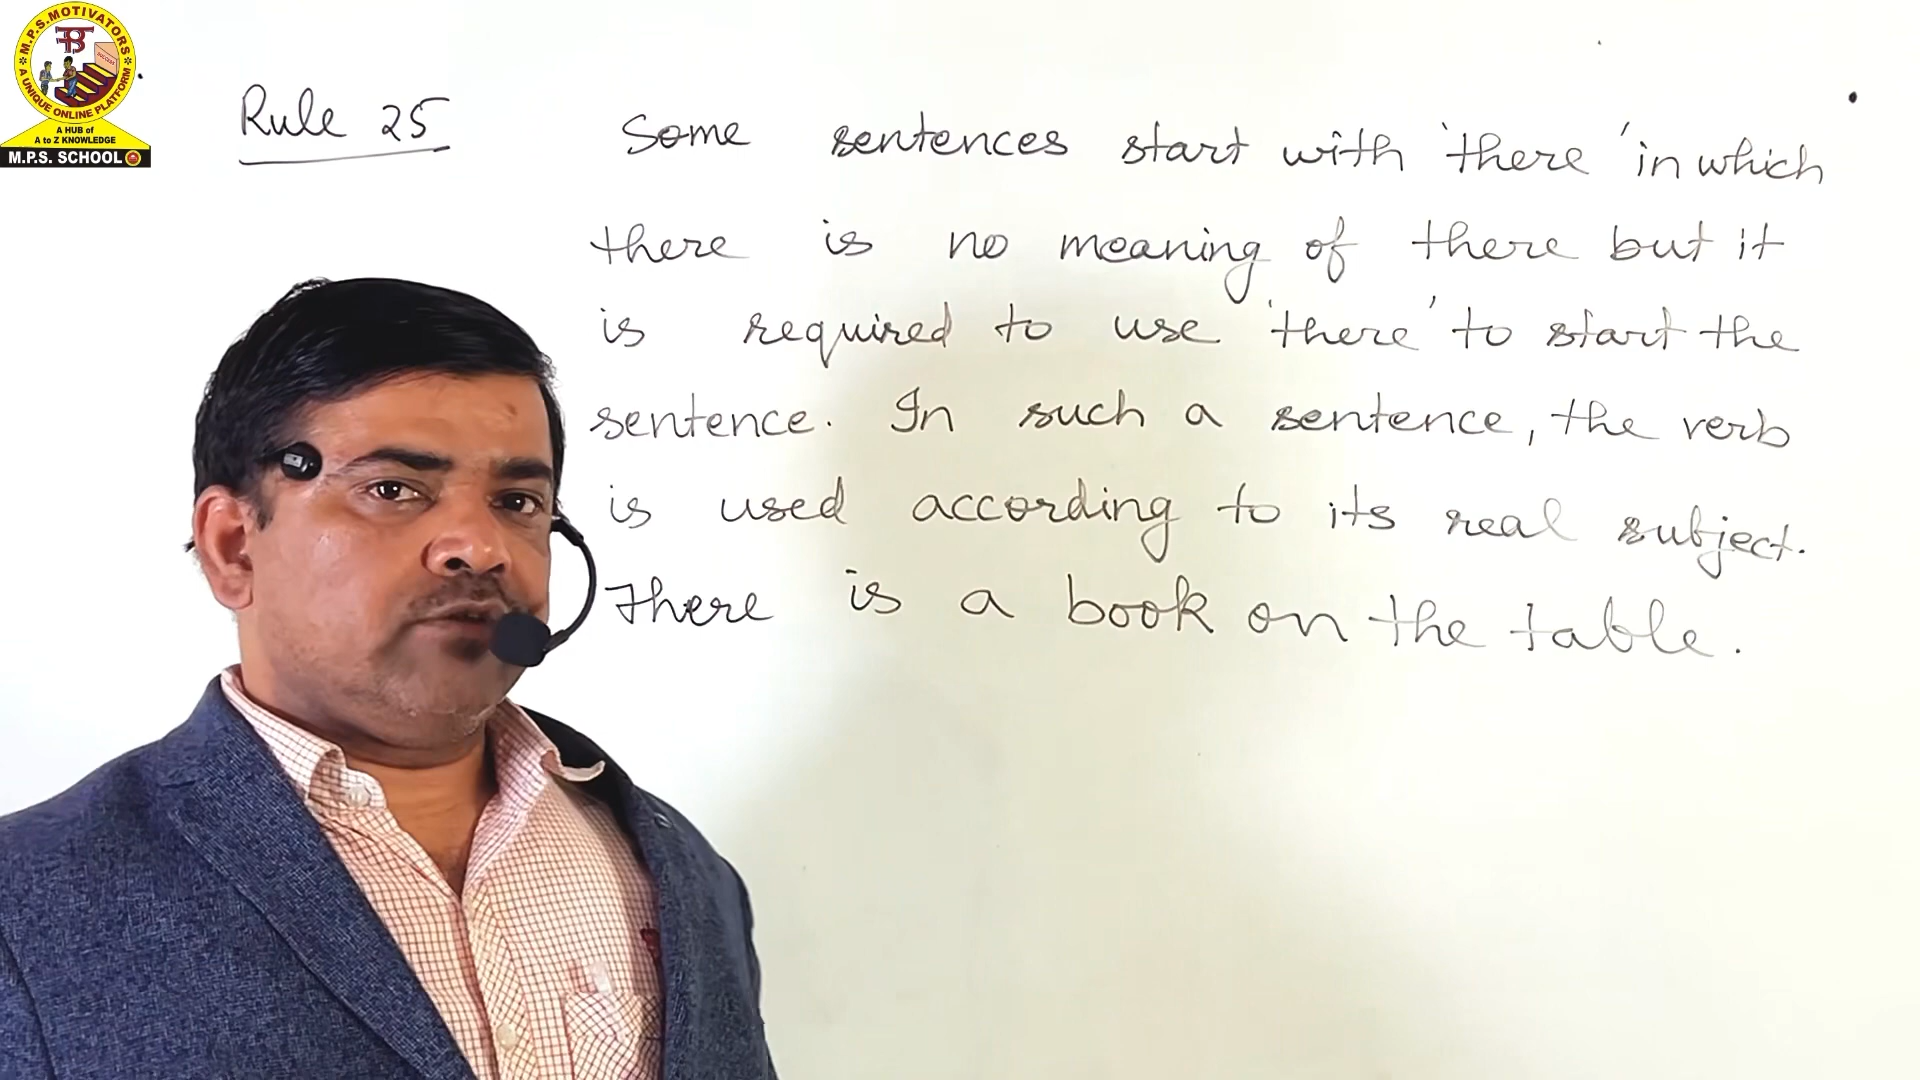 M.P.S.MOTIVATORS
A UNIQUE ONLINE PLATFORM
A HUB of
A to Z KNOWLEDGE
M.P.S. SCHOOL
Rule 25
Some sentences start with 'there' in which
there is no meaning of there but it
is required to use 'there' to start the
sentence. In such a sentence, the verb
is used according to its real subject.
There is a book on the table.